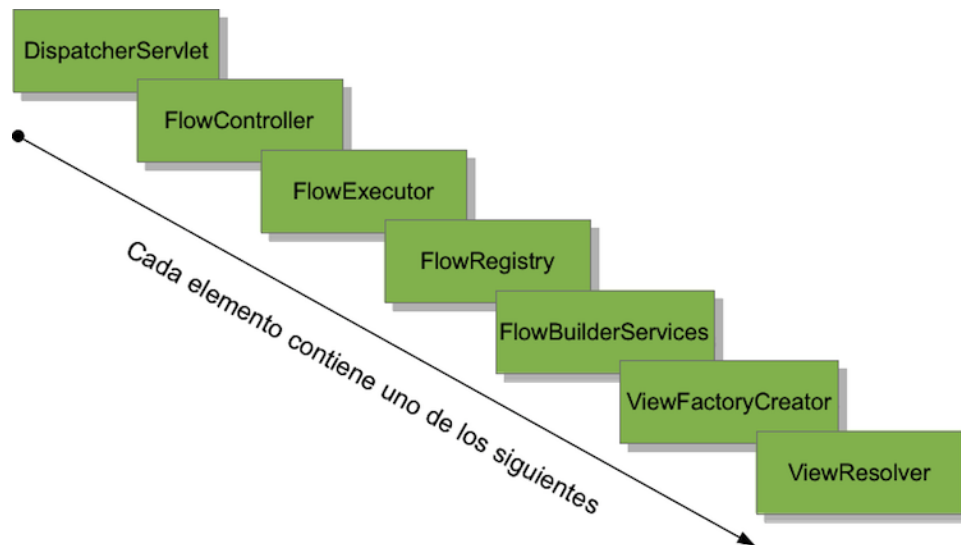 DispatcherServlet
FlowController
FlowExecutor
FlowRegistry
FlowBuilderServices
ViewFactoryCreator
ViewResolver
Cada elemento contiene uno de los siguientes